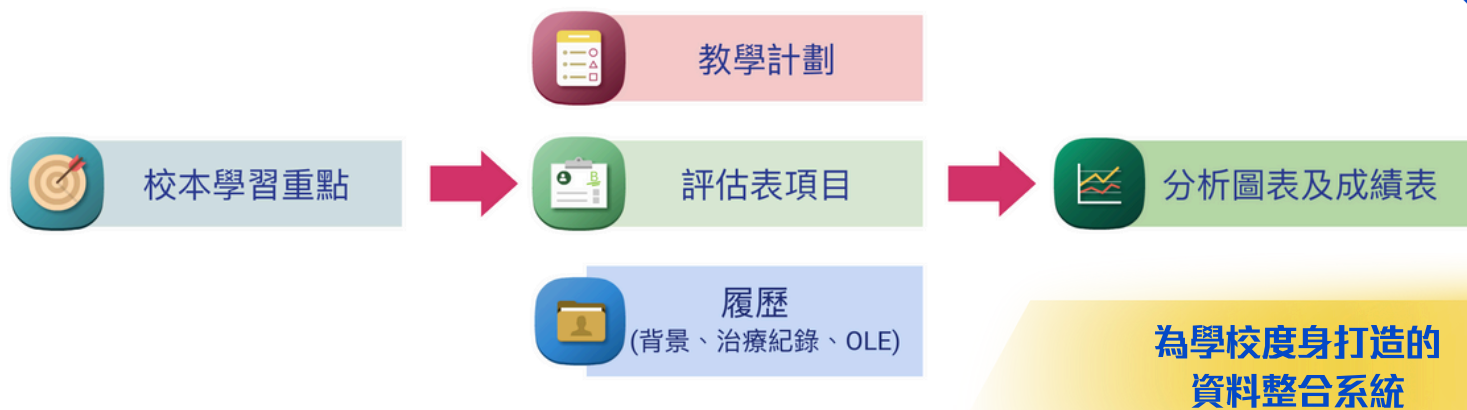 教學計劃
校本學習重點
評估表項目
分析圖表及成績表
履歷
(背景、治療紀錄、OLE)
為學校度身打造的
資料整合系統